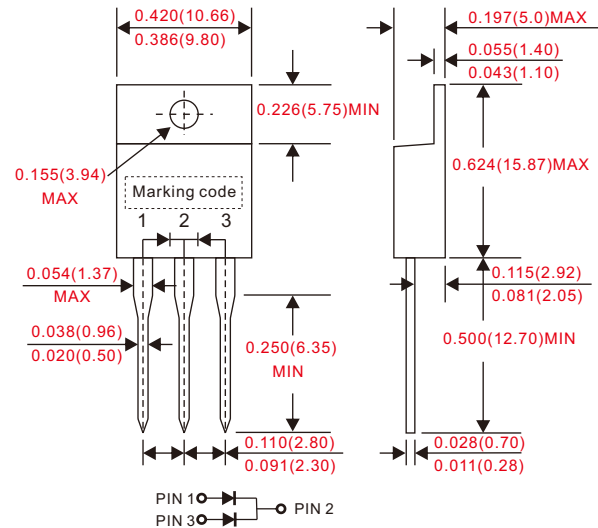 0.420(10.66)
0.386(9.80)
0.197(5.0)MAX
0.055(1.40)
0.043(1.10)
0.226(5.75)MIN
0.155(3.94)
MAX
0.624(15.87)MAX
Marking code
1 2 3
0.054(1.37)
MAX
0.115(2.92)
0.081(2.05)
0.038(0.96)
0.020(0.50)
0.250(6.35)
MIN
0.500(12.70)MIN
0.110(2.80)
0.091(2.30)
0.028(0.70)
0.011(0.28)
PIN 1
PIN 2
PIN 3